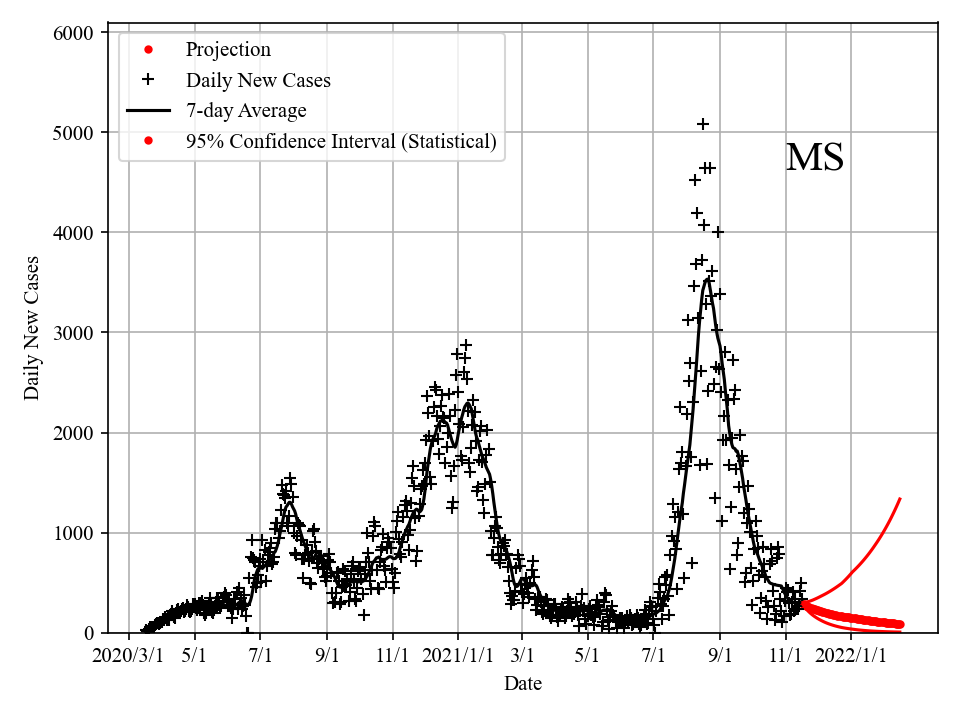 6000
5000
4000
3000
2000
1000
0
Daily New Cases
Projection
Daily New Cases
7-day Average
95% Confidence Interval (Statistical)
MS
2020/3/1 5/1 7/1 9/1 11/1 2021/1/1 3/1 5/1 7/1 9/1 11/1 2022/1/1
Date